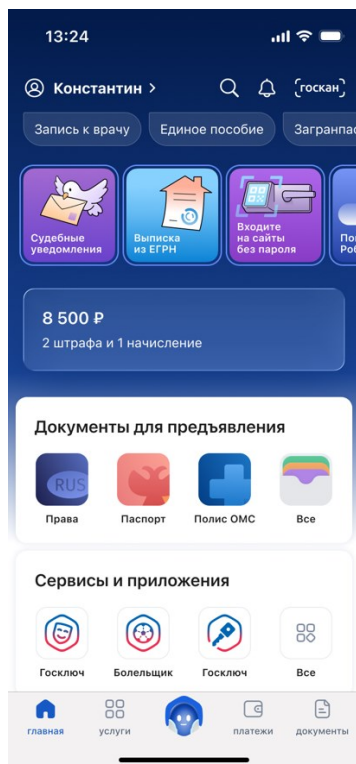 13:24
Константин >
госкан
Запись к врачу
Единое пособие
Загранпас
Судебные
уведомления
Выписка
из ЕГРН
Входите
на сайты
без пароля
8 500 ₽
2 штрафа и 1 начисление
Документы для предъявления
RUS
Права
Паспорт
Полис ОМС
Все
Сервисы и приложения
Госключ
Болельщик
Госключ
Все
главная
услуги
платежи
документы